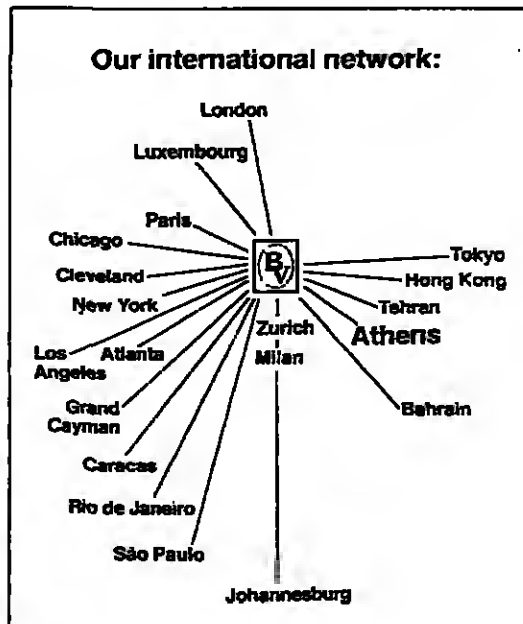 Our international network:
London
Luxembourg
Paris
Chicago
Cleveland
New York
Los
Angeles
Atlanta
Grand
Cayman
Caracas
Rio de Janeiro
São Paulo
BV
Zurich
Milan
Johannesburg
Tokyo
Hong Kong
Tehran
Athens
Bahrain